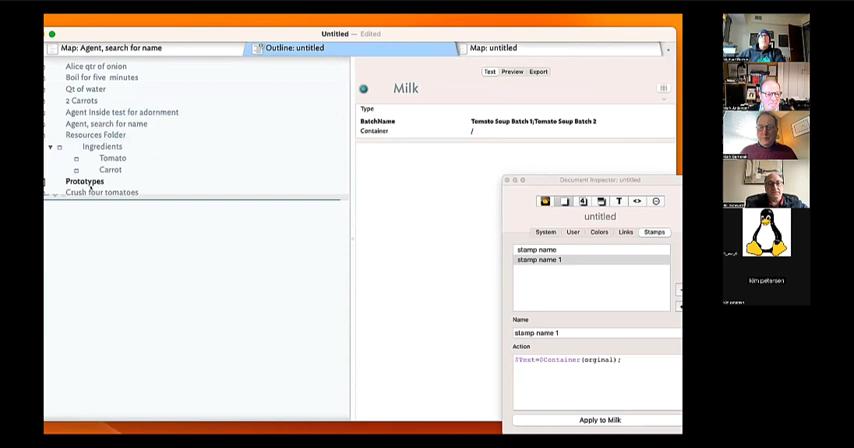 Untitled — Edited
Map: Agent, search for name
Outline: untitled
Map: untitled
Alice qtr of onion
Boil for five minutes
Qt of water
2 Carrots
Agent Inside test for adornment
Agent, search for name
Resources Folder
Ingredients
Tomato
Carrot
Prototypes
Crush four tomatoes
Text Preview Export
Milk
Type
BatchName Tomato Soup Batch 1;Tomato Soup Batch 2
Container /
Document Inspector: untitled
untitled
System User Colors Links Stamps
stamp name
stamp name 1
Name
stamp name 1
Action
$Text=$Container(orginal);
Apply to Milk
kim petersen